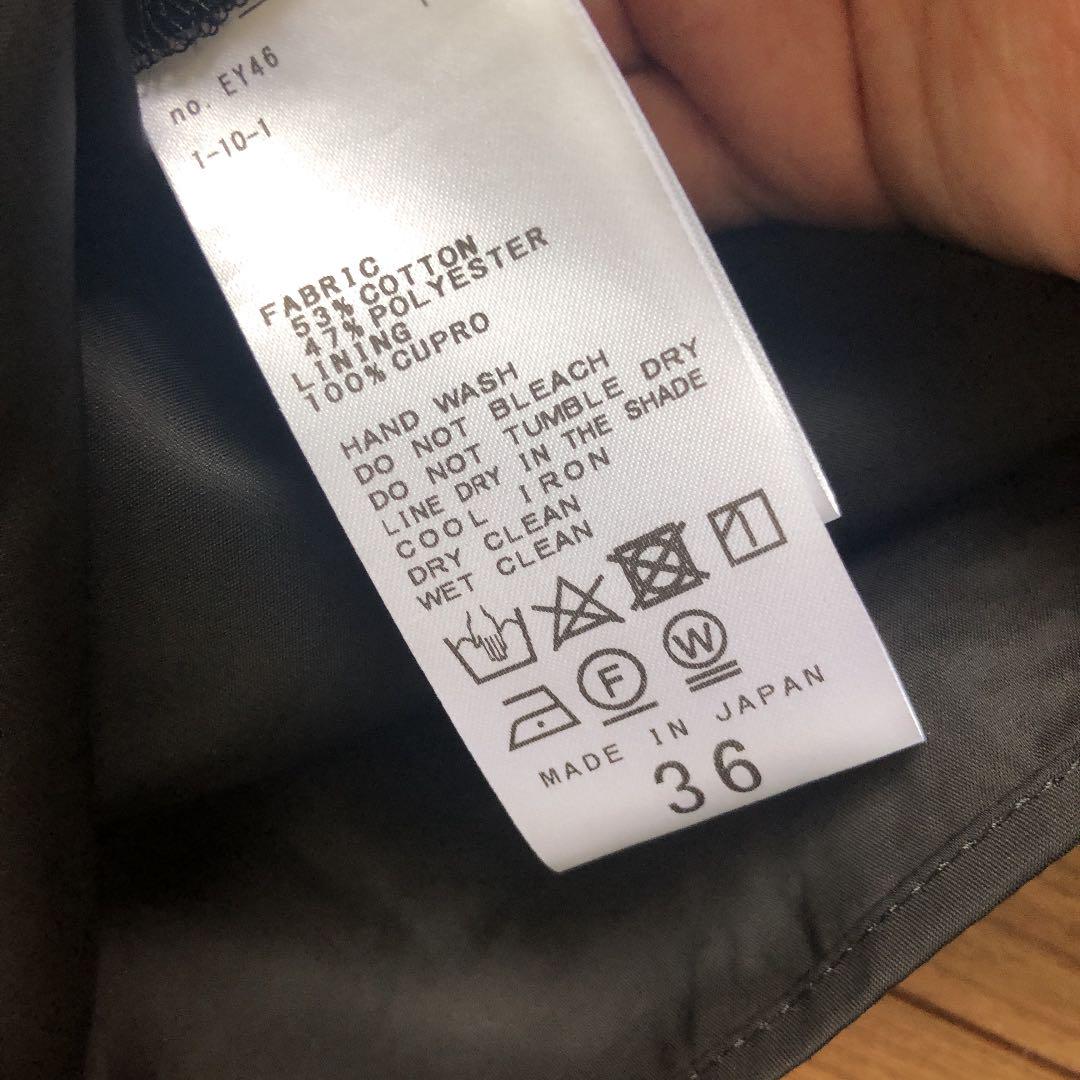 no. EY46
1-10-1
FABRIC
53% COTTON
47% POLYESTER
LINING
100% CUPRO
HAND WASH
DO NOT BLEACH
DO NOT TUMBLE DRY
LINE DRY IN THE SHADE
COOL IRON
DRY CLEAN
WET CLEAN
F
W
MADE IN JAPAN
36